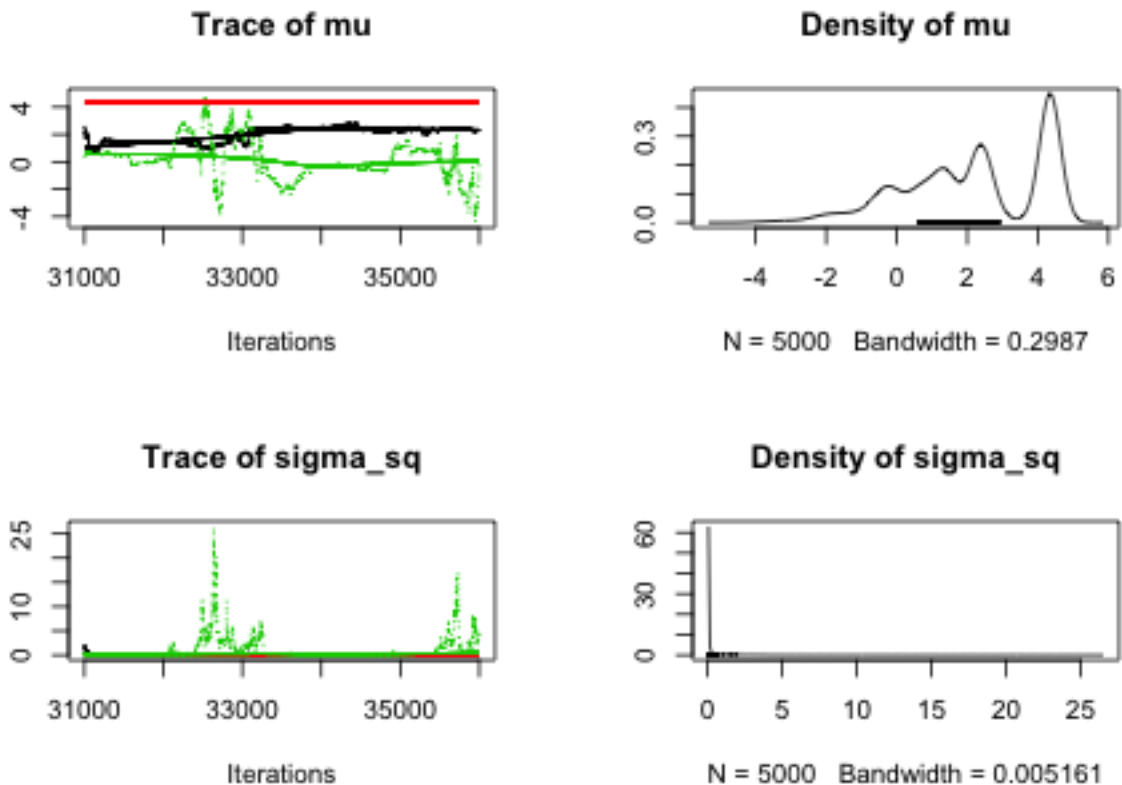 Trace of mu
4
0
-4
31000 33000 35000
Iterations
Density of mu
0.3
0.0
-4 -2 0 2 4 6
N = 5000 Bandwidth = 0.2987
Trace of sigma_sq
25
10
0
31000 33000 35000
Iterations
Density of sigma_sq
60
30
0
0 5 10 15 20 25
N = 5000 Bandwidth = 0.005161